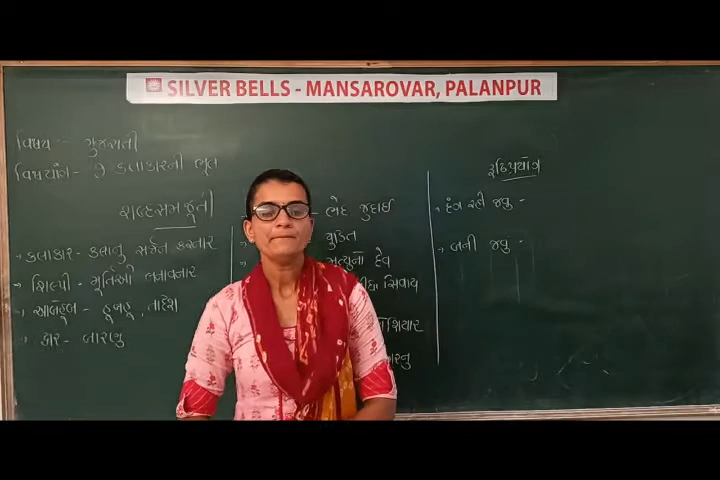 SILVER BELLS - MANSAROVAR, PALANPUR
વિષય :- ગુજરાતી
વિષયાંગ:- 9 કલાકારની ભૂલ
શબ્દસમજૂતી
કલાકાર - કલાનુ સર્જન કરનાર
શિલ્પી - મૂર્તિઓ બનાવનાર
આબેહૂબ - હૂબહૂ, તાદેશ
દ્વાર - બારણુ
- ભેદ જુદાઈ
યુક્તિ
મૃત્યુનો દેવ
સિવાય
રૂઢિપ્રયોગ
દંગ રહી જવુ -
બની જવુ -